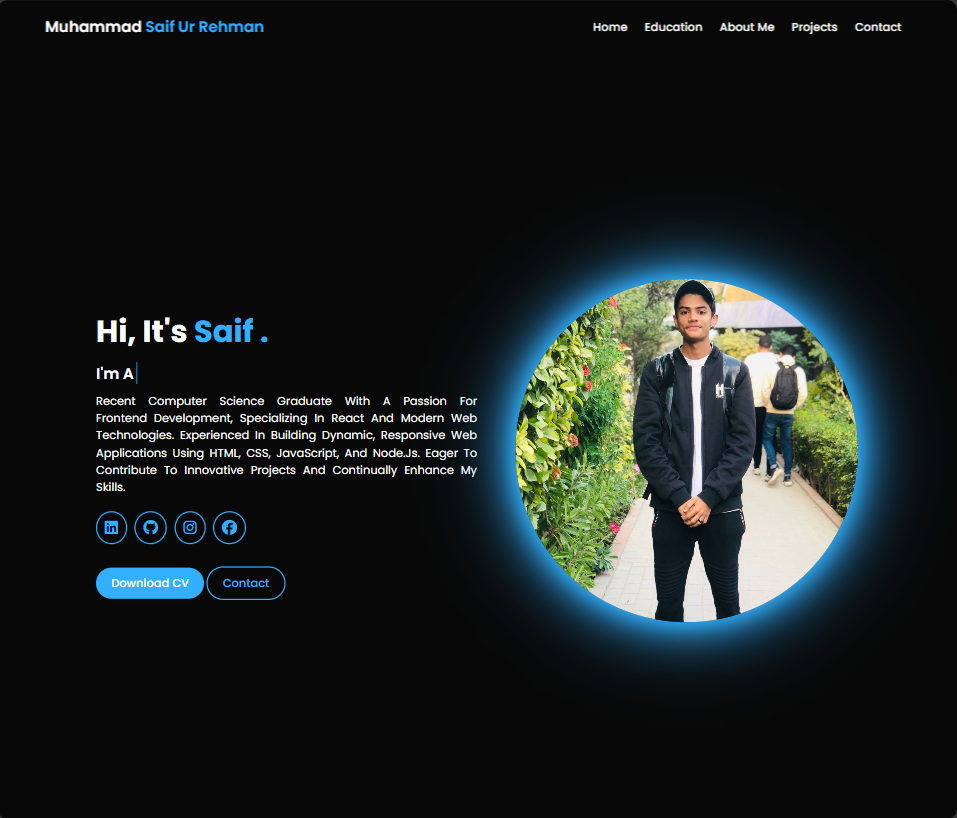 Muhammad Saif Ur Rehman
Home Education About Me Projects Contact
Hi, It's Saif .
I'm A
Recent Computer Science Graduate With A Passion For
Frontend Development, Specializing In React And Modern Web
Technologies. Experienced In Building Dynamic, Responsive Web
Applications Using HTML, CSS, JavaScript, And Node.Js. Eager To
Contribute To Innovative Projects And Continually Enhance My
Skills.
Download CV Contact